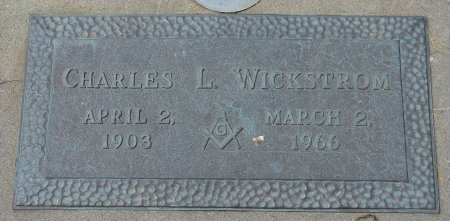 CHARLES L. WICKSTROM
APRIL 2, MARCH 2,
1903 G 1966